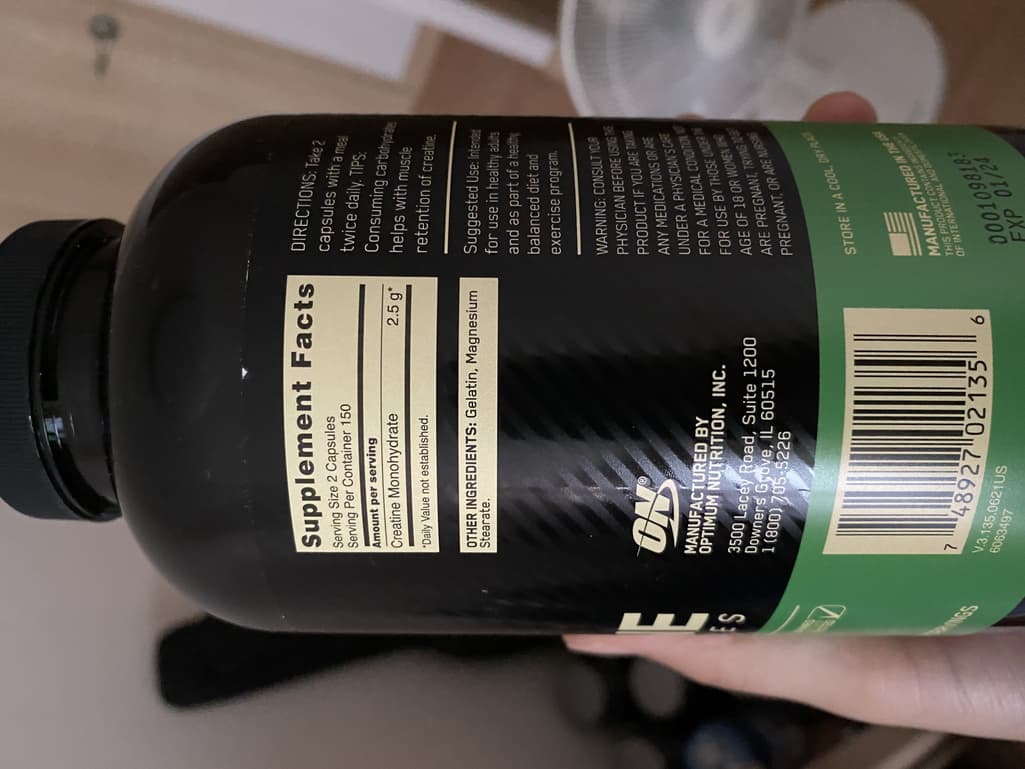 Supplement Facts
Serving Size 2 Capsules
Serving Per Container 150
Amount per serving
Creatine Monohydrate 2.5 g*
*Daily Value not established.
OTHER INGREDIENTS: Gelatin, Magnesium
Stearate.
DIRECTIONS: Take 2
capsules with a meal
twice daily. TIPS:
Consuming carbohydrates
helps with muscle
retention of creatine.
Suggested Use: Intended
for use in healthy adults
and as part of a healthy,
balanced diet and
exercise program.
WARNING: CONSULT YOUR
PHYSICIAN BEFORE USING THIS
PRODUCT IF YOU ARE TAKING
ANY MEDICATIONS OR ARE
UNDER A PHYSICIAN'S CARE
FOR A MEDICAL CONDITION. NOT
FOR USE BY THOSE UNDER THE
AGE OF 18 OR WOMEN WHO
ARE PREGNANT, TRYING TO GET
PREGNANT, OR ARE NURSING.
ON®
MANUFACTURED BY
OPTIMUM NUTRITION, INC.
3500 Lacey Road, Suite 1200
Downers Grove, IL 60515
1 (800) 705-5226
STORE IN A COOL, DRY PLACE
MANUFACTURED IN THE USA
OF INTERNATIONAL
EXP 01/24
7 48927 02135 6
V.3.135.0621US
6063497